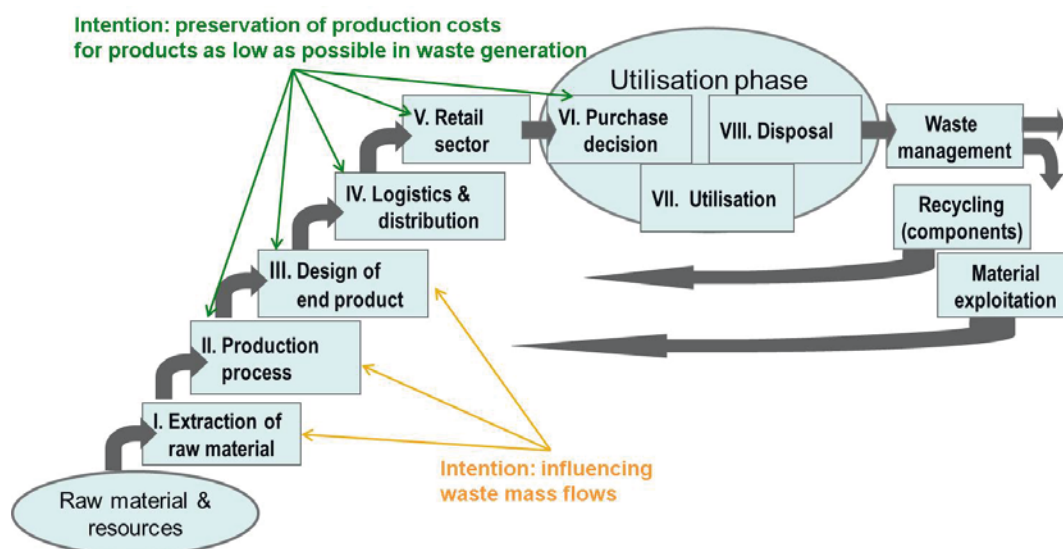 Intention: preservation of production costs
for products as low as possible in waste generation
Utilisation phase
V. Retail
sector
VI. Purchase
decision
VIII. Disposal
Waste
management
IV. Logistics &
distribution
VII. Utilisation
Recycling
(components)
III. Design of
end product
Material
exploitation
II. Production
process
I. Extraction of
raw material
Intention: influencing
waste mass flows
Raw material &
resources